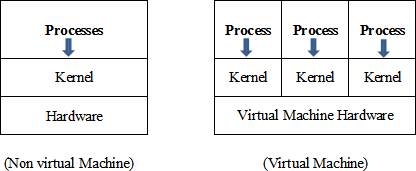 Processes
Kernel
Hardware
(Non virtual Machine)
Process Process Process
Kernel Kernel Kernel
Virtual Machine Hardware
(Virtual Machine)